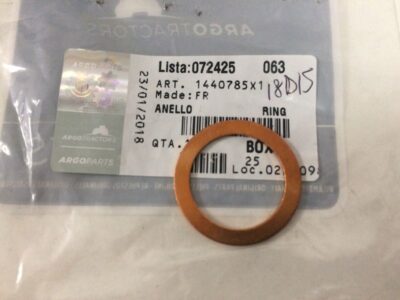 ARGOTRACTORS
Lista:072425 063
ART. 1440785X1 18D15
Made:FR
ANELLO RING
23/01/2018
ARGOTRACTORS
ARGOPARTS
QTA. BOX
25
Loc.02